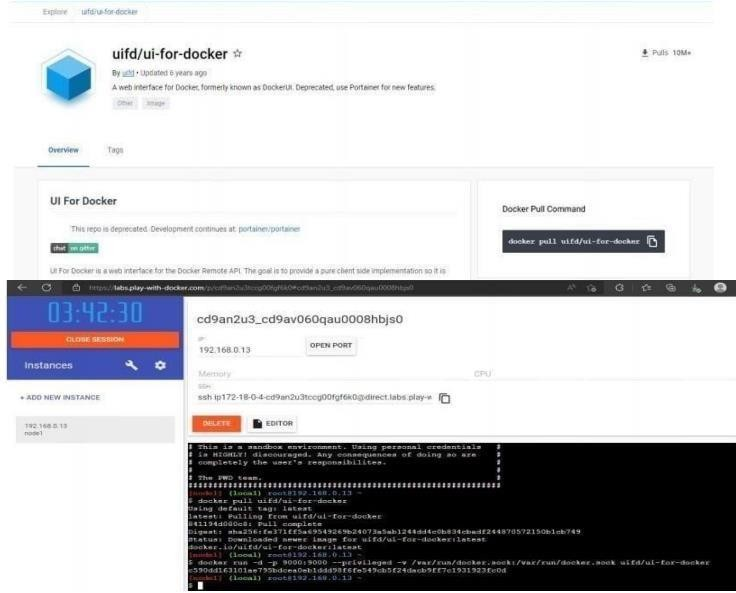 Explore uifd/ui-for-docker
uifd/ui-for-docker ☆
Pulls 10M+
By uifd • Updated 6 years ago
A web interface for Docker, formerly known as DockerUI. Deprecated, use Portainer for new features.
Other Image
Overview Tags
UI For Docker
Docker Pull Command
This repo is deprecated. Development continues at: portainer/portainer
docker pull uifd/ui-for-docker
chat on gitter
UI For Docker is a web interface for the Docker Remote API. The goal is to provide a pure client side implementation so it is
03:42:30
cd9an2u3_cd9av060qau0008hbjs0
CLOSE SESSION
IP
192.168.0.13 OPEN PORT
Instances
Memory CPU
SSH
+ ADD NEW INSTANCE
ssh ip172-18-0-4-cd9an2u3tccg00fgf6k0@direct.labs.play-w
192.168.0.13
node1
DELETE EDITOR
# This is a sandbox environment. Using personal credentials #
# is HIGHLY! discouraged. Any consequences of doing so are #
# completely the user's responsibilites. #
# #
# The PWD team. #
###############################################################
[node1] (local) root@192.168.0.13 ~
$ docker pull uifd/ui-for-docker
Using default tag: latest
latest: Pulling from uifd/ui-for-docker
841194d080c8: Pull complete
Digest:
Status: Downloaded newer image for uifd/ui-for-docker:latest
docker.io/uifd/ui-for-docker:latest
[node1] (local) root@192.168.0.13 ~
$ docker run -d -p 9000:9000 --privileged -v /var/run/docker.sock:/var/run/docker.sock uifd/ui-for-docker
[node1] (local) root@192.168.0.13 ~
$